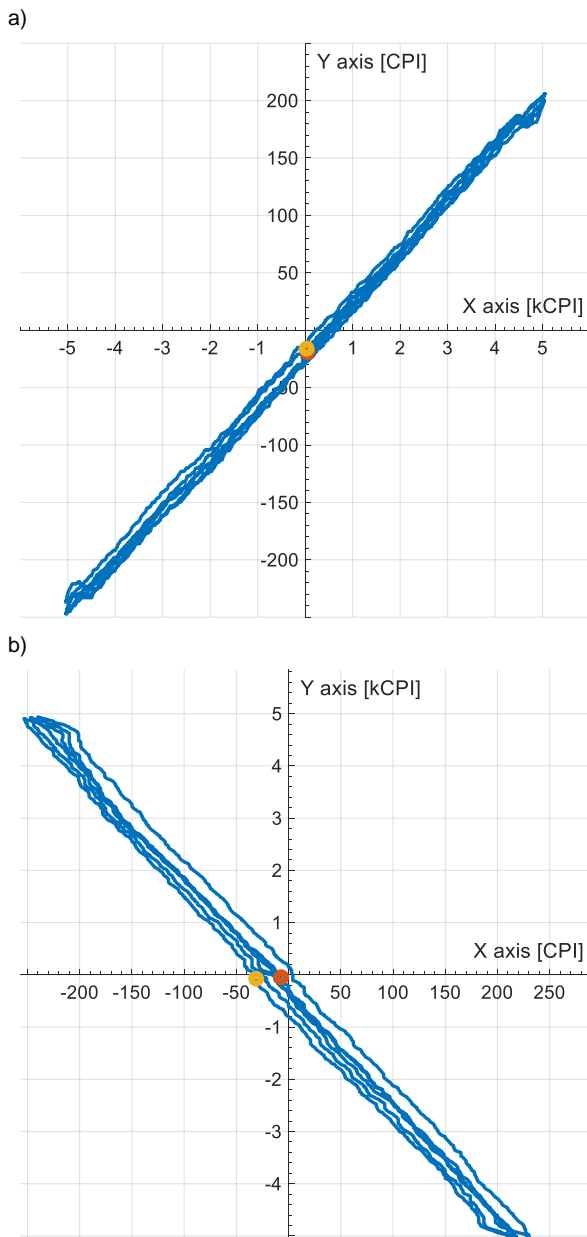 a)
Y axis [CPI]
200
150
100
50
X axis [kCPI]
-5 -4 -3 -2 -1 1 2 3 4 5
-50
-100
-150
-200
b)
Y axis [kCPI]
5
4
3
2
1
X axis [CPI]
-200 -150 -100 -50 50 100 150 200 250
-1
-2
-3
-4